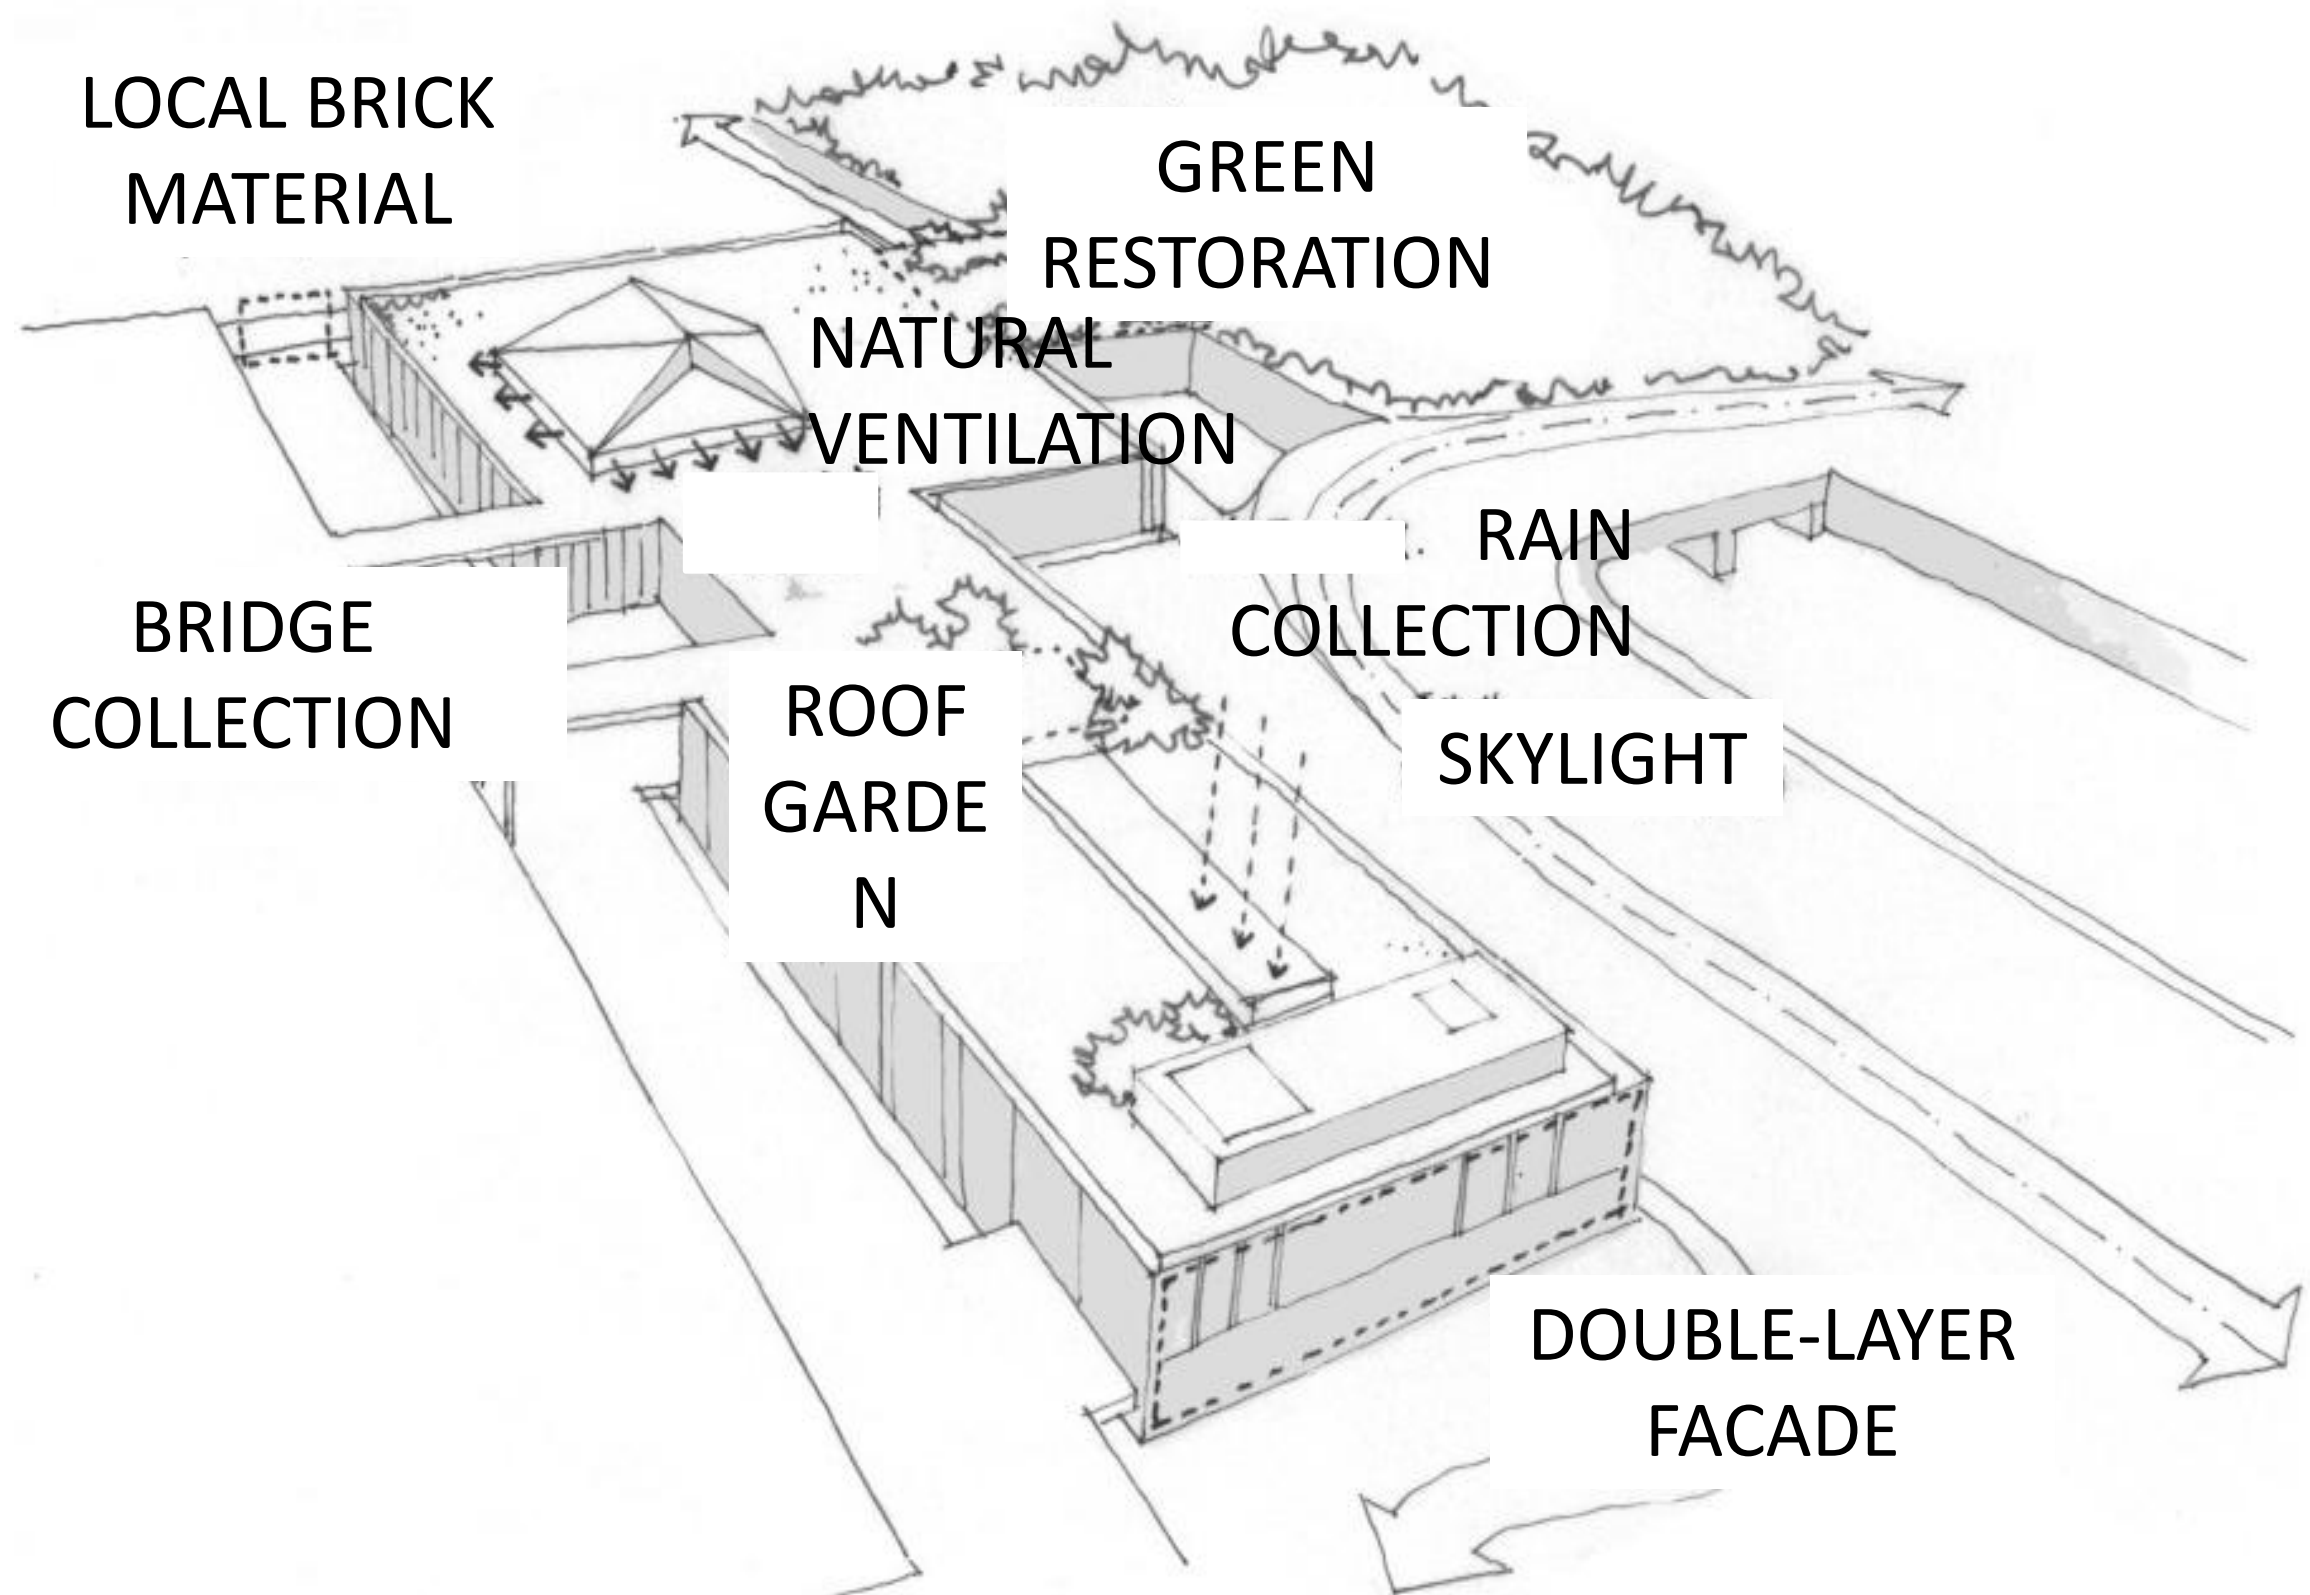 LOCAL BRICK
MATERIAL
GREEN
RESTORATION
NATURAL
VENTILATION
RAIN
COLLECTION
BRIDGE
COLLECTION
ROOF
GARDE
N
SKYLIGHT
DOUBLE-LAYER
FACADE